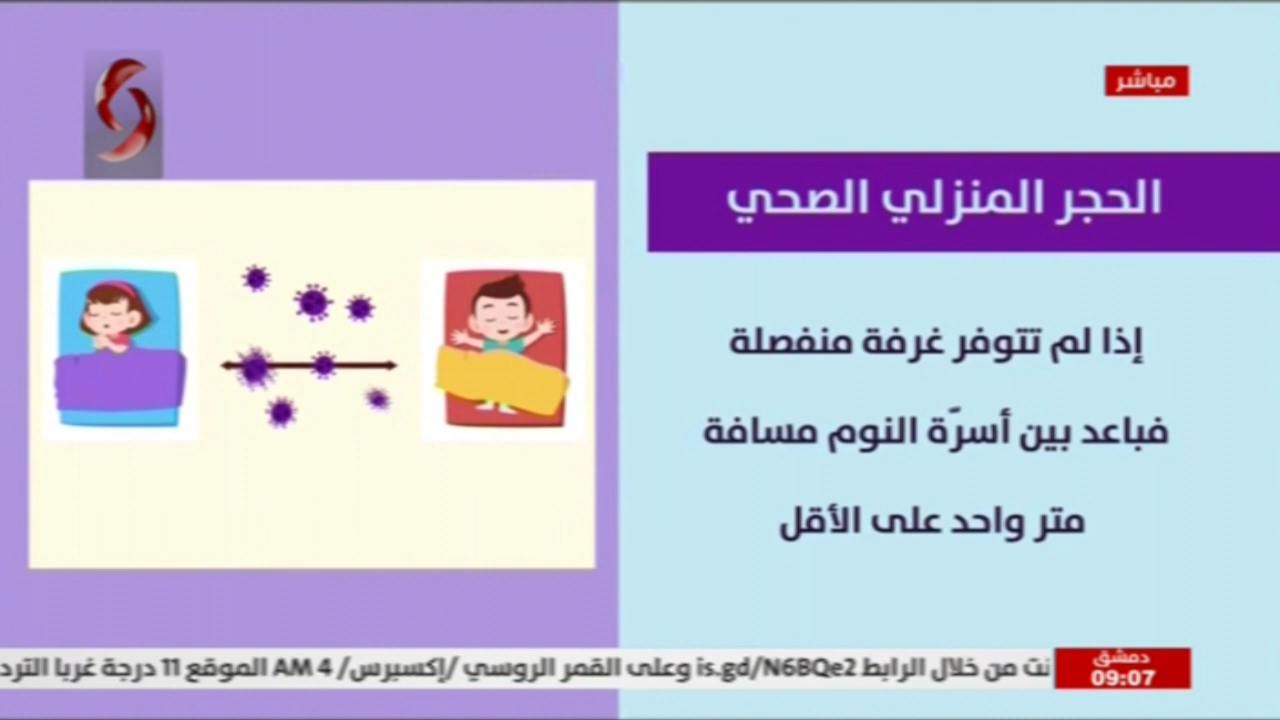 مباشر
الحجر المنزلي الصحي
إذا لم تتوفر غرفة منفصلة
فباعد بين أسرّة النوم مسافة
متر واحد على الأقل
دمشق
09:07
من خلال الرابط is.gd/N6BQe2 وعلى القمر الروسي /إكسبرس/ AM 4 الموقع 11 درجة غربا